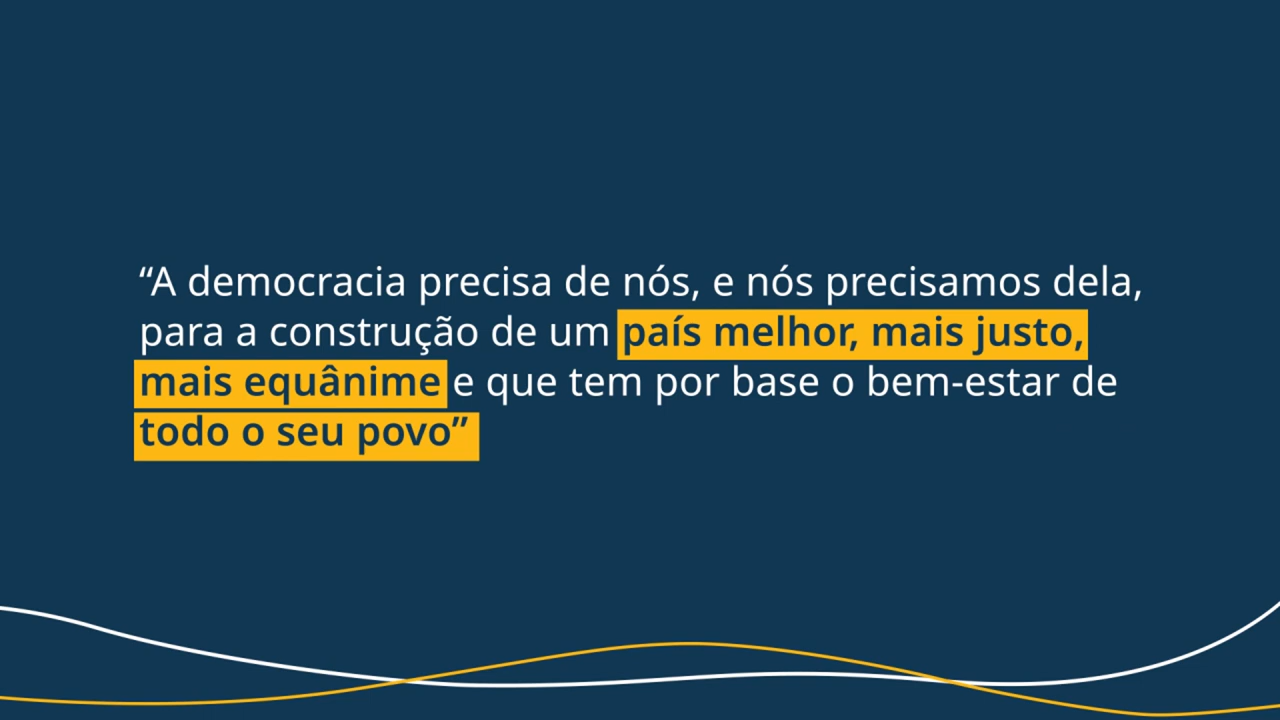 “A democracia precisa de nós, e nós precisamos dela,
para a construção de um país melhor, mais justo,
mais equânime e que tem por base o bem-estar de
todo o seu povo”